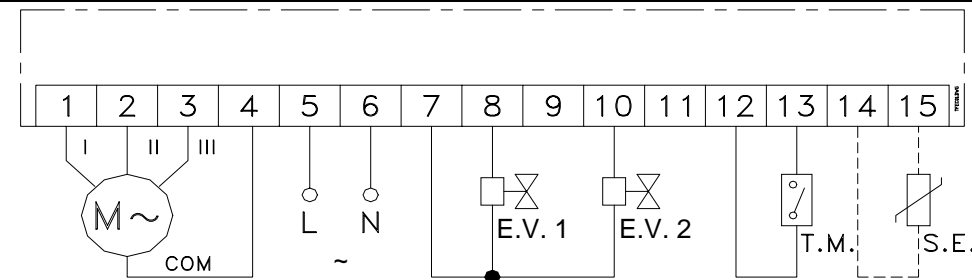 1 2 3 4 5 6 7 8 9 10 11 12 13 14 15
I II III
M ~
L N
E.V. 1 E.V. 2
T.M. S.E.
COM
~